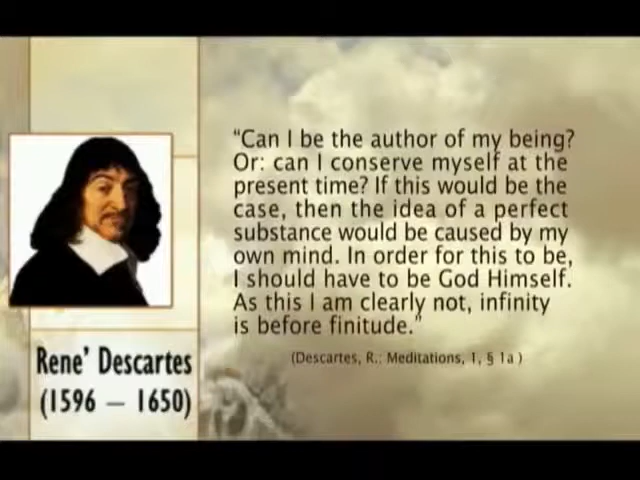 "Can I be the author of my being?
Or: can I conserve myself at the
present time? If this would be the
case, then the idea of a perfect
substance would be caused by my
own mind. In order for this to be,
I should have to be God Himself.
As this I am clearly not, infinity
is before finitude."
(Descartes, R.: Meditations, 1, § 1a )
Rene' Descartes
(1596 – 1650)